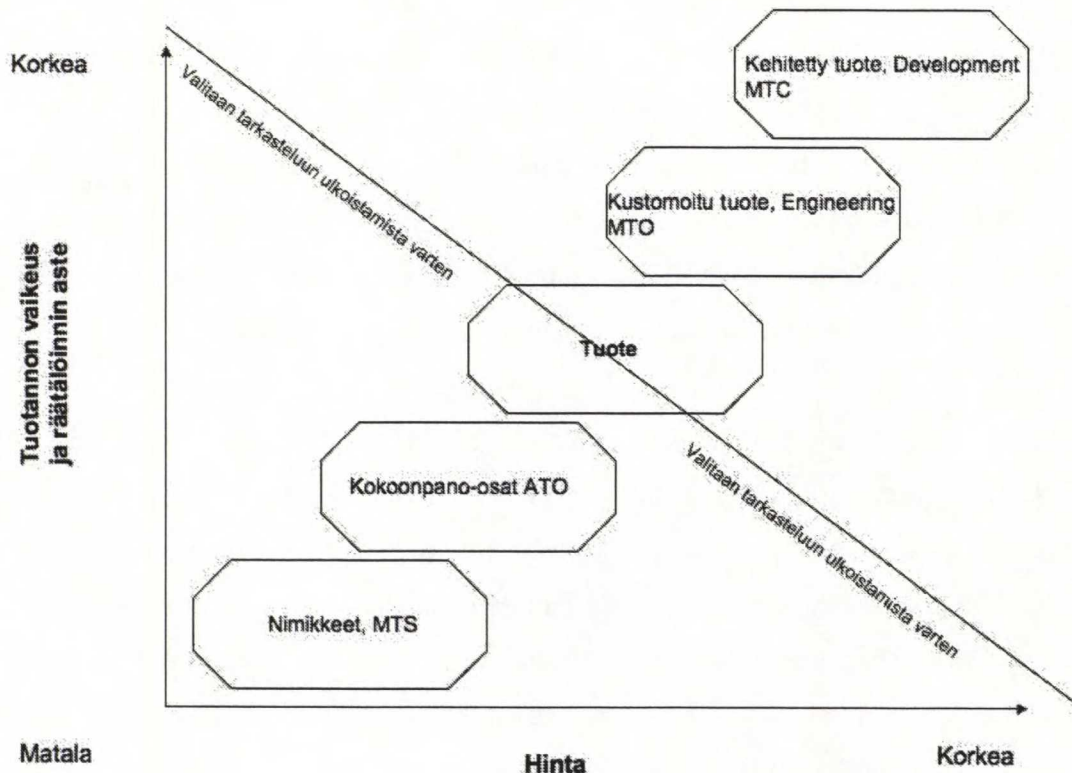 Korkea
Kehitetty tuote, Development
MTC
Valitaan tarkasteluun ulkoistamista varten
Kustomoitu tuote, Engineering
MTO
Tuotannon vaikeus
ja räätälöinnin aste
Tuote
Kokoonpano-osat ATO
Valitaan tarkasteluun ulkoistamista varten
Nimikkeet, MTS
Matala
Hinta
Korkea